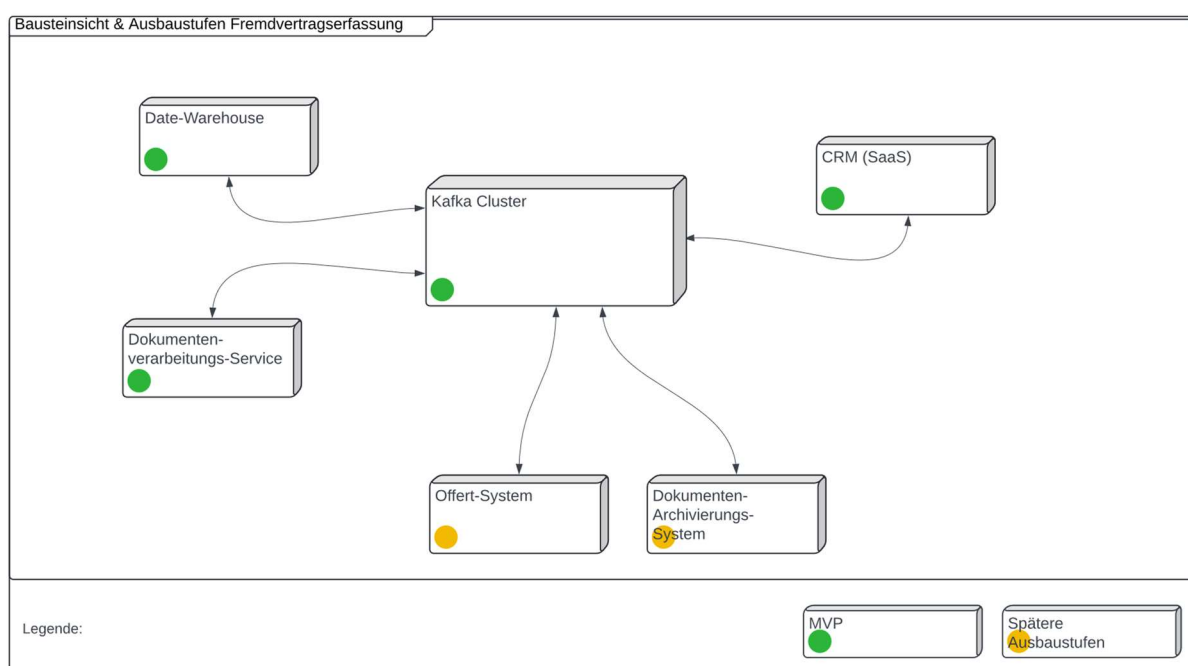 Bausteinsicht & Ausbaustufen Fremdvertragserfassung
Date-Warehouse
CRM (SaaS)
Kafka Cluster
Dokumenten-
verarbeitungs-Service
Offert-System
Dokumenten-
Archivierungs-
System
Legende:
MVP
Spätere
Ausbaustufen